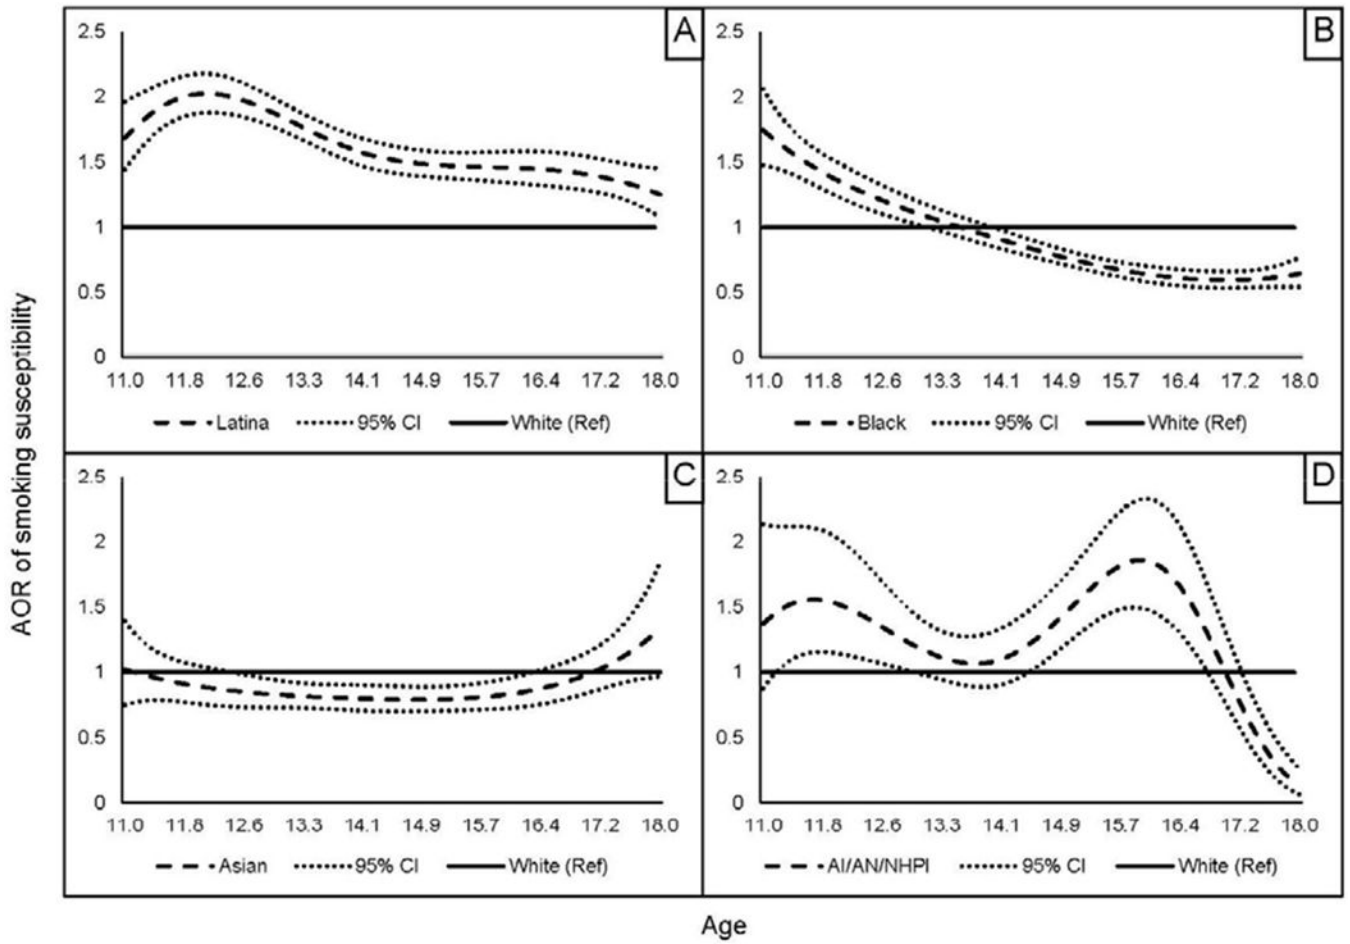 AOR of smoking susceptibility
A
2.5
2
1.5
1
0.5
0
11.0 11.8 12.6 13.3 14.1 14.9 15.7 16.4 17.2 18.0
Latina 95% CI White (Ref)
B
2.5
2
1.5
1
0.5
0
11.0 11.8 12.6 13.3 14.1 14.9 15.7 16.4 17.2 18.0
Black 95% CI White (Ref)
C
2.5
2
1.5
1
0.5
0
11.0 11.8 12.6 13.3 14.1 14.9 15.7 16.4 17.2 18.0
Asian 95% CI White (Ref)
D
2.5
2
1.5
1
0.5
0
11.0 11.8 12.6 13.3 14.1 14.9 15.7 16.4 17.2 18.0
AI/AN/NHPI 95% CI White (Ref)
Age